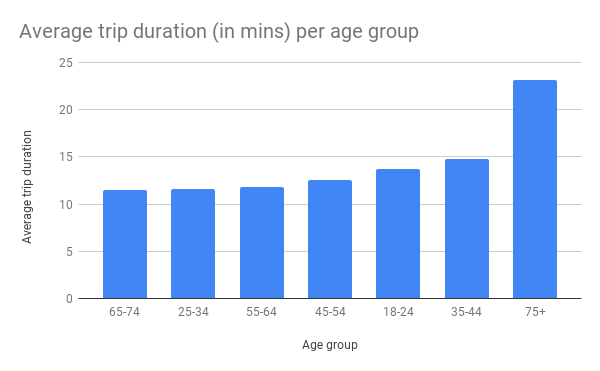 Average trip duration (in mins) per age group
25
20
15
10
5
0
Average trip duration
65-74 25-34 55-64 45-54 18-24 35-44 75+
Age group